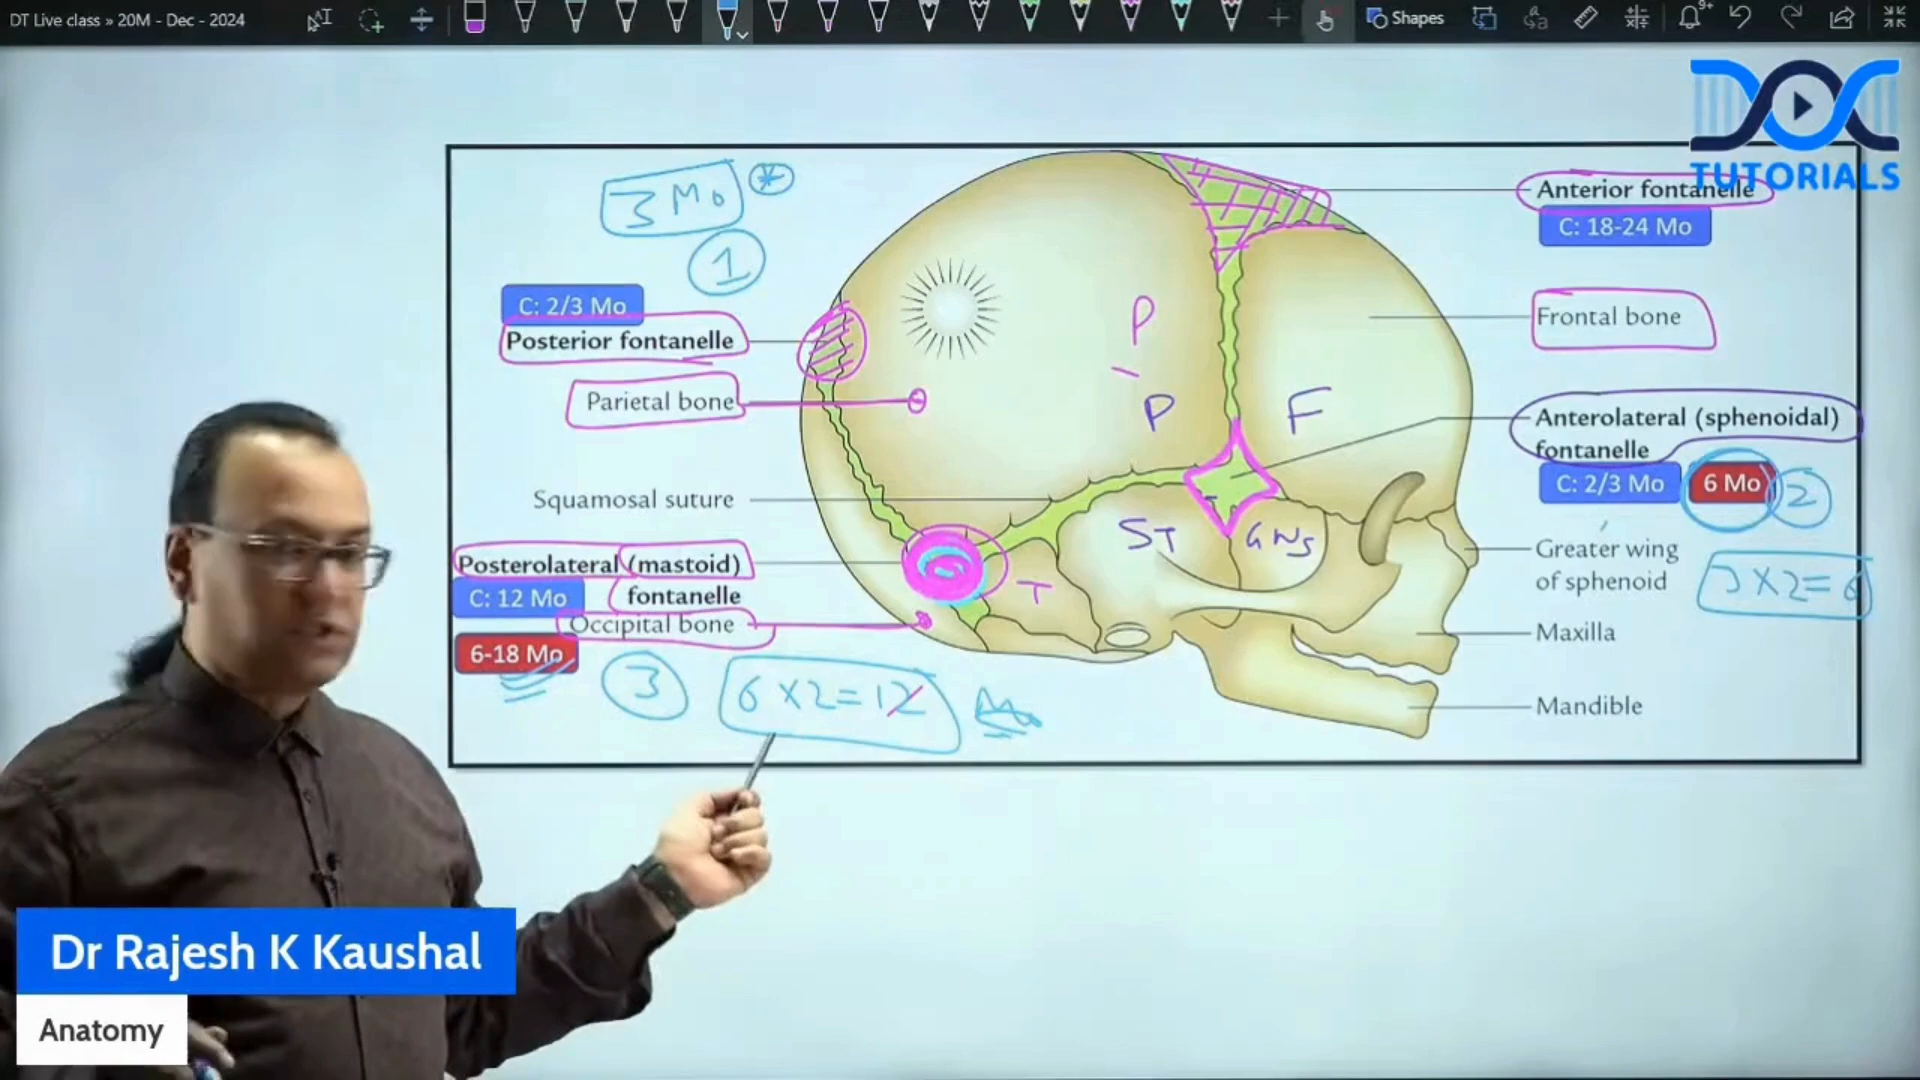 DT Live class » 20M - Dec - 2024
Shapes
9+
TUTORIALS
3 Mo *
1
Anterior fontanelle
C: 18-24 Mo
C: 2/3 Mo
Posterior fontanelle
Frontal bone
P
Parietal bone
P
F
Anterolateral (sphenoidal)
fontanelle
C: 2/3 Mo
6 Mo
2
Squamosal suture
ST
GWS
Greater wing
of sphenoid
3 x 2 = 6
Posterolateral (mastoid)
fontanelle
C: 12 Mo
T
Occipital bone
Maxilla
6-18 Mo
3
6 x 2 = 12
Mandible
Dr Rajesh K Kaushal
Anatomy